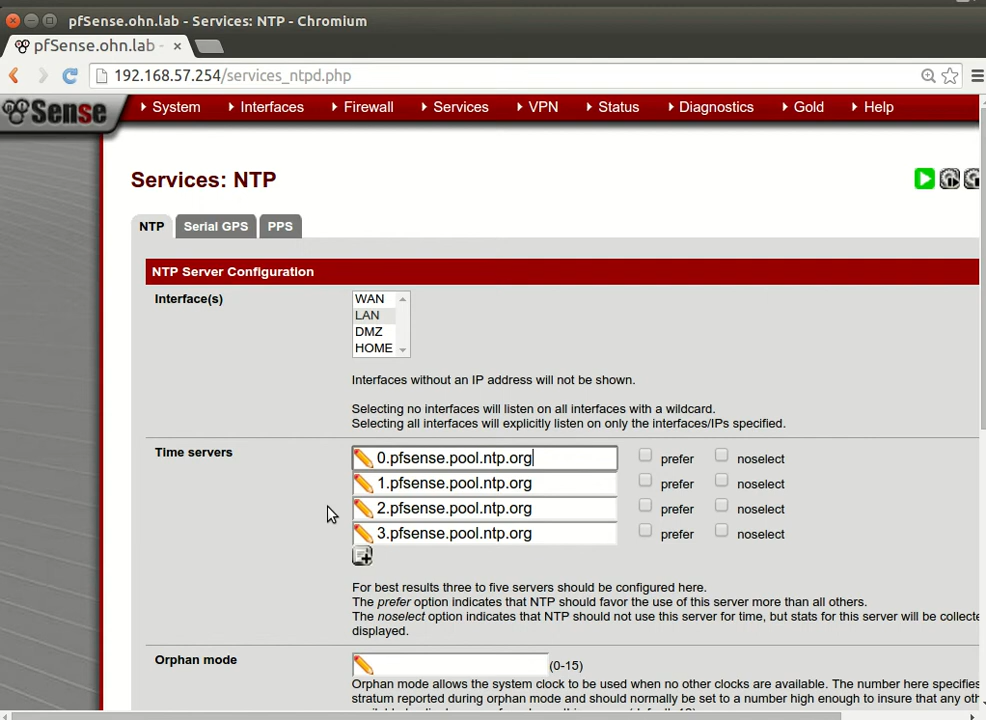 pfSense.ohn.lab - Services: NTP - Chromium
pfSense.ohn.lab - ×
192.168.57.254/services_ntpd.php
Sense System Interfaces Firewall Services VPN Status Diagnostics Gold Help
Services: NTP
NTP Serial GPS PPS
NTP Server Configuration
Interface(s)
WAN
LAN
DMZ
HOME
Interfaces without an IP address will not be shown.
Selecting no interfaces will listen on all interfaces with a wildcard.
Selecting all interfaces will explicitly listen on only the interfaces/IPs specified.
Time servers
0.pfsense.pool.ntp.org prefer noselect
1.pfsense.pool.ntp.org prefer noselect
2.pfsense.pool.ntp.org prefer noselect
3.pfsense.pool.ntp.org prefer noselect
For best results three to five servers should be configured here.
The prefer option indicates that NTP should favor the use of this server more than all others.
The noselect option indicates that NTP should not use this server for time, but stats for this server will be collecte
displayed.
Orphan mode
(0-15)
Orphan mode allows the system clock to be used when no other clocks are available. The number here specifies
stratum reported during orphan mode and should normally be set to a number high enough to insure that any oth